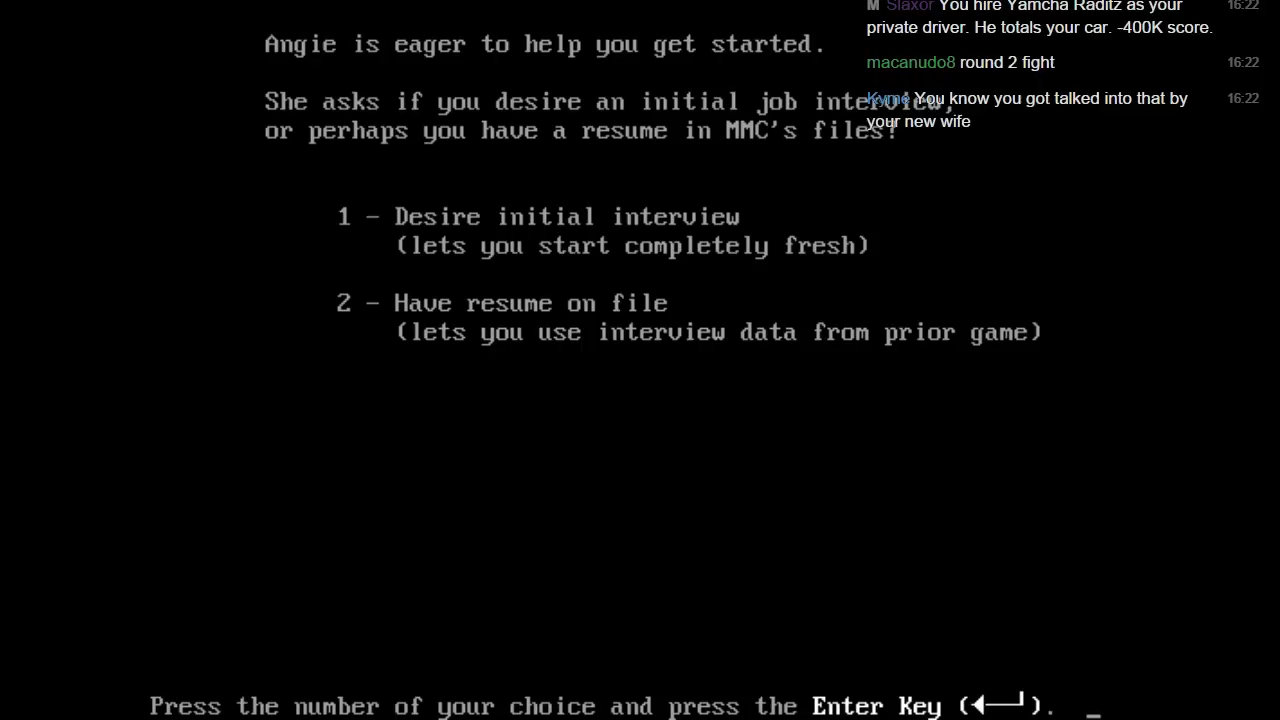 M Slaxor You hire Yamcha Raditz as your 16:22
private driver. He totals your car. -400K score.
macanudo8 round 2 fight 16:22
Kyme You know you got talked into that by 16:22
your new wife
Angie is eager to help you get started.
She asks if you desire an initial job interview,
or perhaps you have a resume in MMC's files?
1 - Desire initial interview
(lets you start completely fresh)
2 - Have resume on file
(lets you use interview data from prior game)
Press the number of your choice and press the Enter Key (◄─┘). _